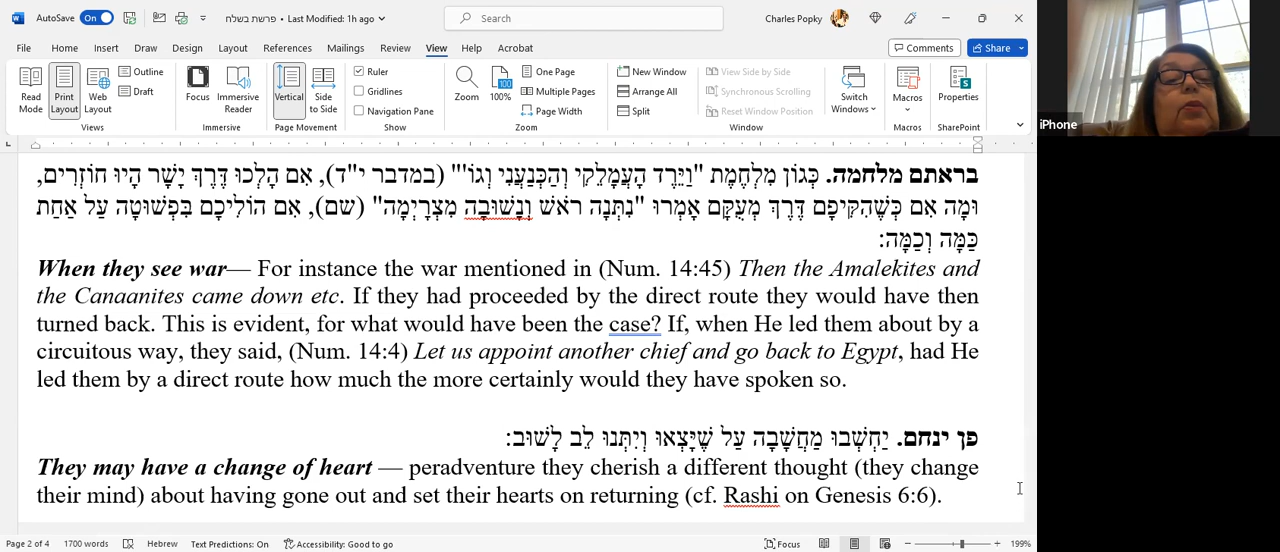 AutoSave On פרשת בשלח • Last Modified: 1h ago Search Charles Popky
File Home Insert Draw Design Layout References Mailings Review View Help Acrobat Comments Share
Read Mode Print Layout Web Layout Outline Draft Focus Immersive Reader Vertical Side to Side Ruler Gridlines Navigation Pane Zoom 100 100% One Page Multiple Pages Page Width New Window Arrange All Split View Side by Side Synchronous Scrolling Reset Window Position Switch Windows Macros Properties
Views Immersive Page Movement Show Zoom Window Macros SharePoint
iPhone
בראתם מלחמה. כְּגוֹן מִלְחֶמֶת "וַיֵּרֶד הָעֲמָלֵקִי וְהַכְּנַעֲנִי וְגוֹ'" (במדבר י"ד), אִם הָלְכוּ דֶּרֶךְ יָשָׁר הָיוּ חוֹזְרִים,
וּמָה אִם כְּשֶׁהִקִּיפָם דֶּרֶךְ מְעֻקָּם אָמְרוּ "נִתְּנָה רֹאשׁ וְנָשׁוּבָה מִצְרָיְמָה" (שם), אִם הוֹלִיכָם בִּפְשׁוּטָה עַל אַחַת
כַּמָּה וְכַמָּה:
When they see war— For instance the war mentioned in (Num. 14:45) Then the Amalekites and
the Canaanites came down etc. If they had proceeded by the direct route they would have then
turned back. This is evident, for what would have been the case? If, when He led them about by a
circuitous way, they said, (Num. 14:4) Let us appoint another chief and go back to Egypt, had He
led them by a direct route how much the more certainly would they have spoken so.
פן ינחם. יַחְשְׁבוּ מַחֲשָׁבָה עַל שֶׁיָּצְאוּ וְיִתְּנוּ לֵב לָשׁוּב:
They may have a change of heart — peradventure they cherish a different thought (they change
their mind) about having gone out and set their hearts on returning (cf. Rashi on Genesis 6:6).
Page 2 of 4 1700 words Hebrew Text Predictions: On Accessibility: Good to go Focus 199%